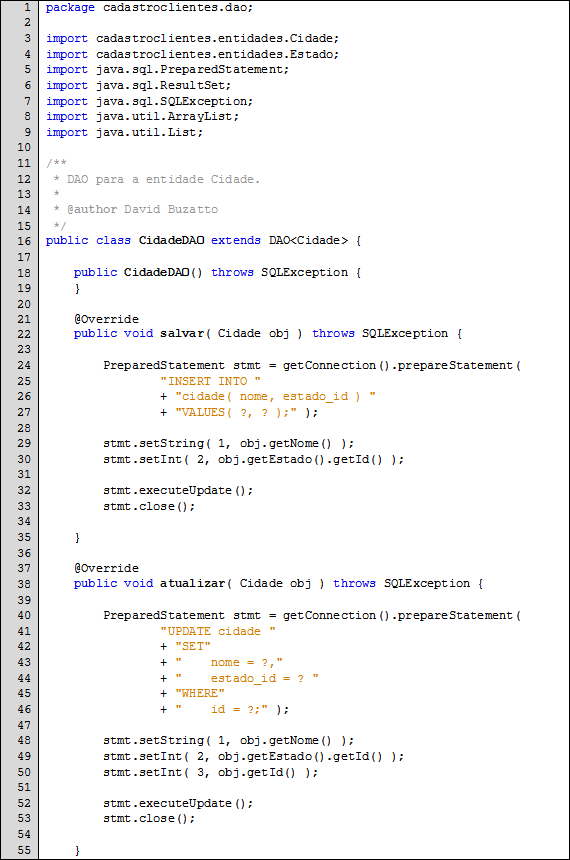 1 package cadastroclientes.dao;
2
3 import cadastroclientes.entidades.Cidade;
4 import cadastroclientes.entidades.Estado;
5 import java.sql.PreparedStatement;
6 import java.sql.ResultSet;
7 import java.sql.SQLException;
8 import java.util.ArrayList;
9 import java.util.List;
10
11 /**
12  * DAO para a entidade Cidade.
13  *
14  * @author David Buzatto
15  */
16 public class CidadeDAO extends DAO<Cidade> {
17
18     public CidadeDAO() throws SQLException {
19     }
20
21     @Override
22     public void salvar( Cidade obj ) throws SQLException {
23
24         PreparedStatement stmt = getConnection().prepareStatement(
25                 "INSERT INTO "
26                 + "cidade( nome, estado_id ) "
27                 + "VALUES( ?, ? );" );
28
29         stmt.setString( 1, obj.getNome() );
30         stmt.setInt( 2, obj.getEstado().getId() );
31
32         stmt.executeUpdate();
33         stmt.close();
34
35     }
36
37     @Override
38     public void atualizar( Cidade obj ) throws SQLException {
39
40         PreparedStatement stmt = getConnection().prepareStatement(
41                 "UPDATE cidade "
42                 + "SET"
43                 + "    nome = ?,"
44                 + "    estado_id = ? "
45                 + "WHERE"
46                 + "    id = ?;" );
47
48         stmt.setString( 1, obj.getNome() );
49         stmt.setInt( 2, obj.getEstado().getId() );
50         stmt.setInt( 3, obj.getId() );
51
52         stmt.executeUpdate();
53         stmt.close();
54
55     }